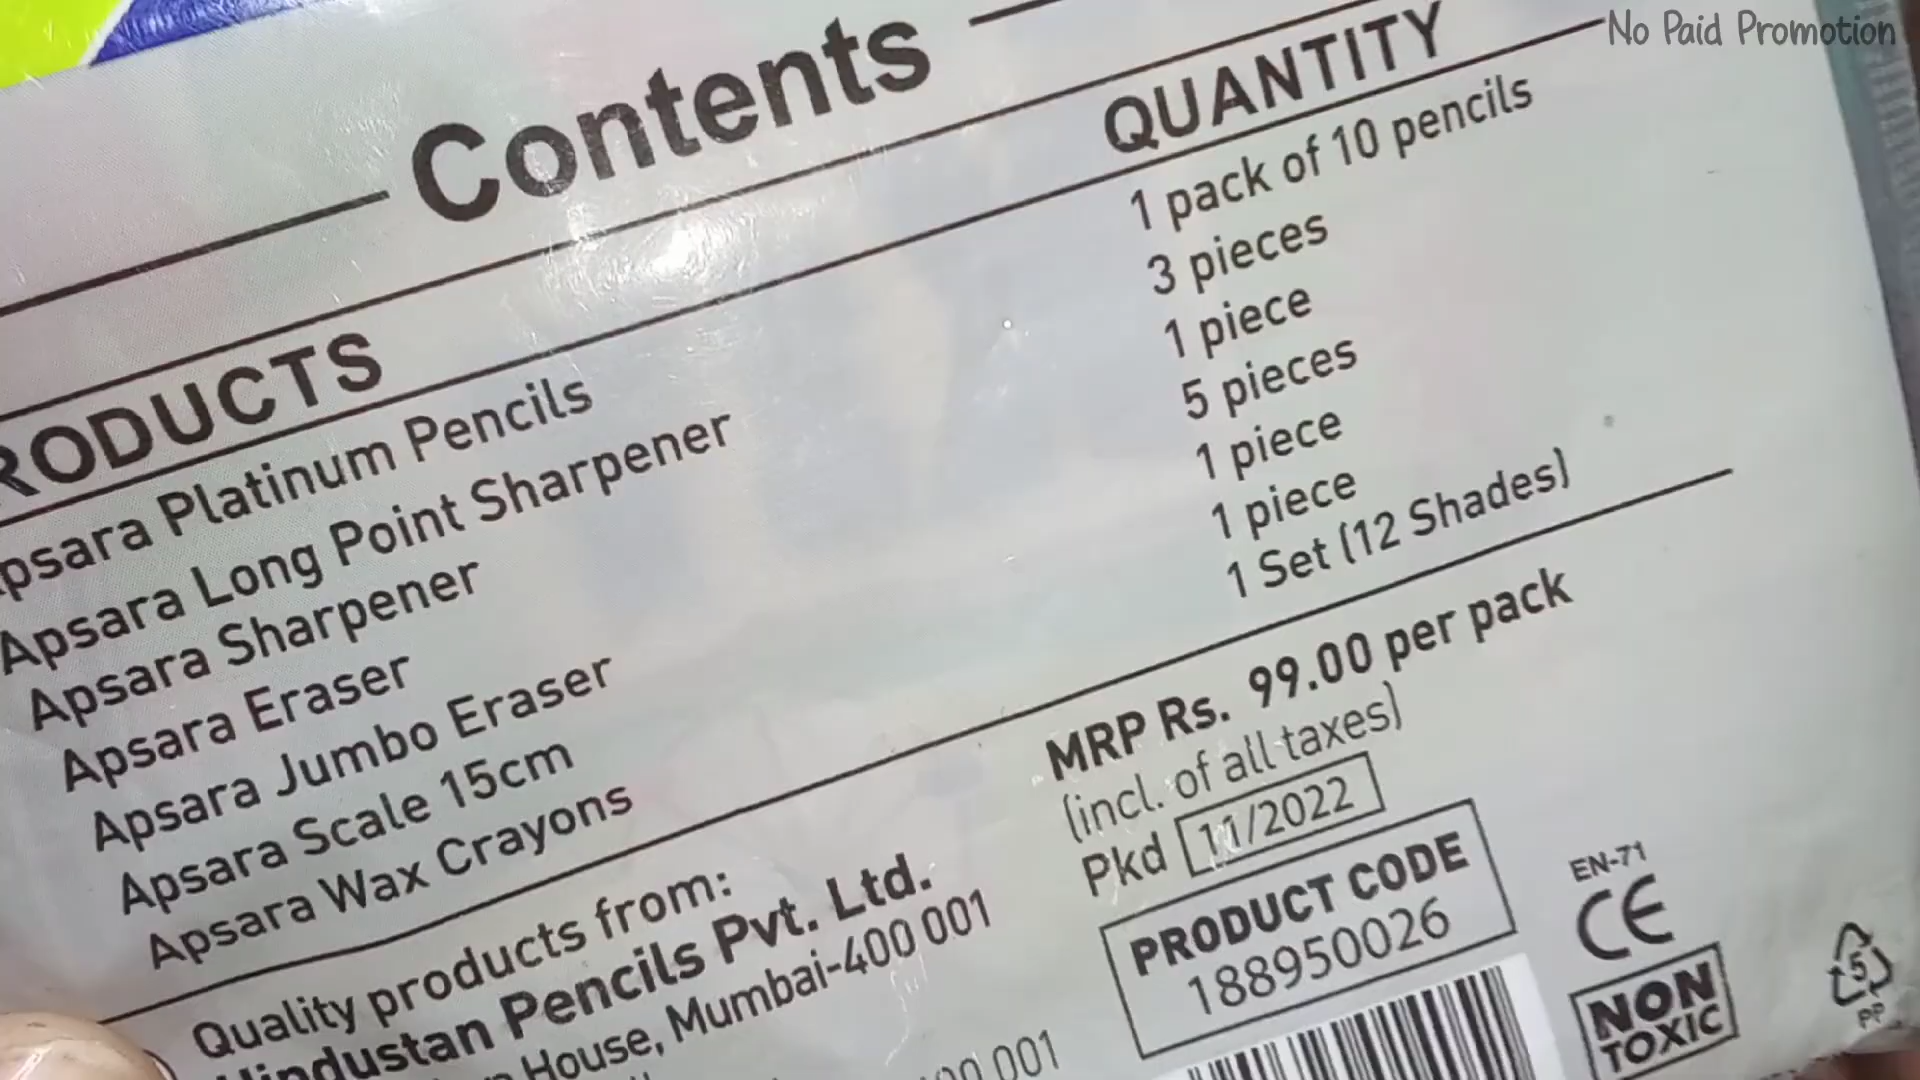 No Paid Promotion
Contents
RODUCTS QUANTITY
psara Platinum Pencils 1 pack of 10 pencils
Apsara Long Point Sharpener 3 pieces
Apsara Sharpener 1 piece
Apsara Eraser 5 pieces
Apsara Jumbo Eraser 1 piece
Apsara Scale 15cm 1 piece
Apsara Wax Crayons 1 Set (12 Shades)
MRP Rs. 99.00 per pack
(incl. of all taxes)
Pkd 11/2022
PRODUCT CODE
188950026
EN-71
CE
NON
TOXIC
5
PP
Quality products from:
Hindustan Pencils Pvt. Ltd.
House, Mumbai-400 001
001